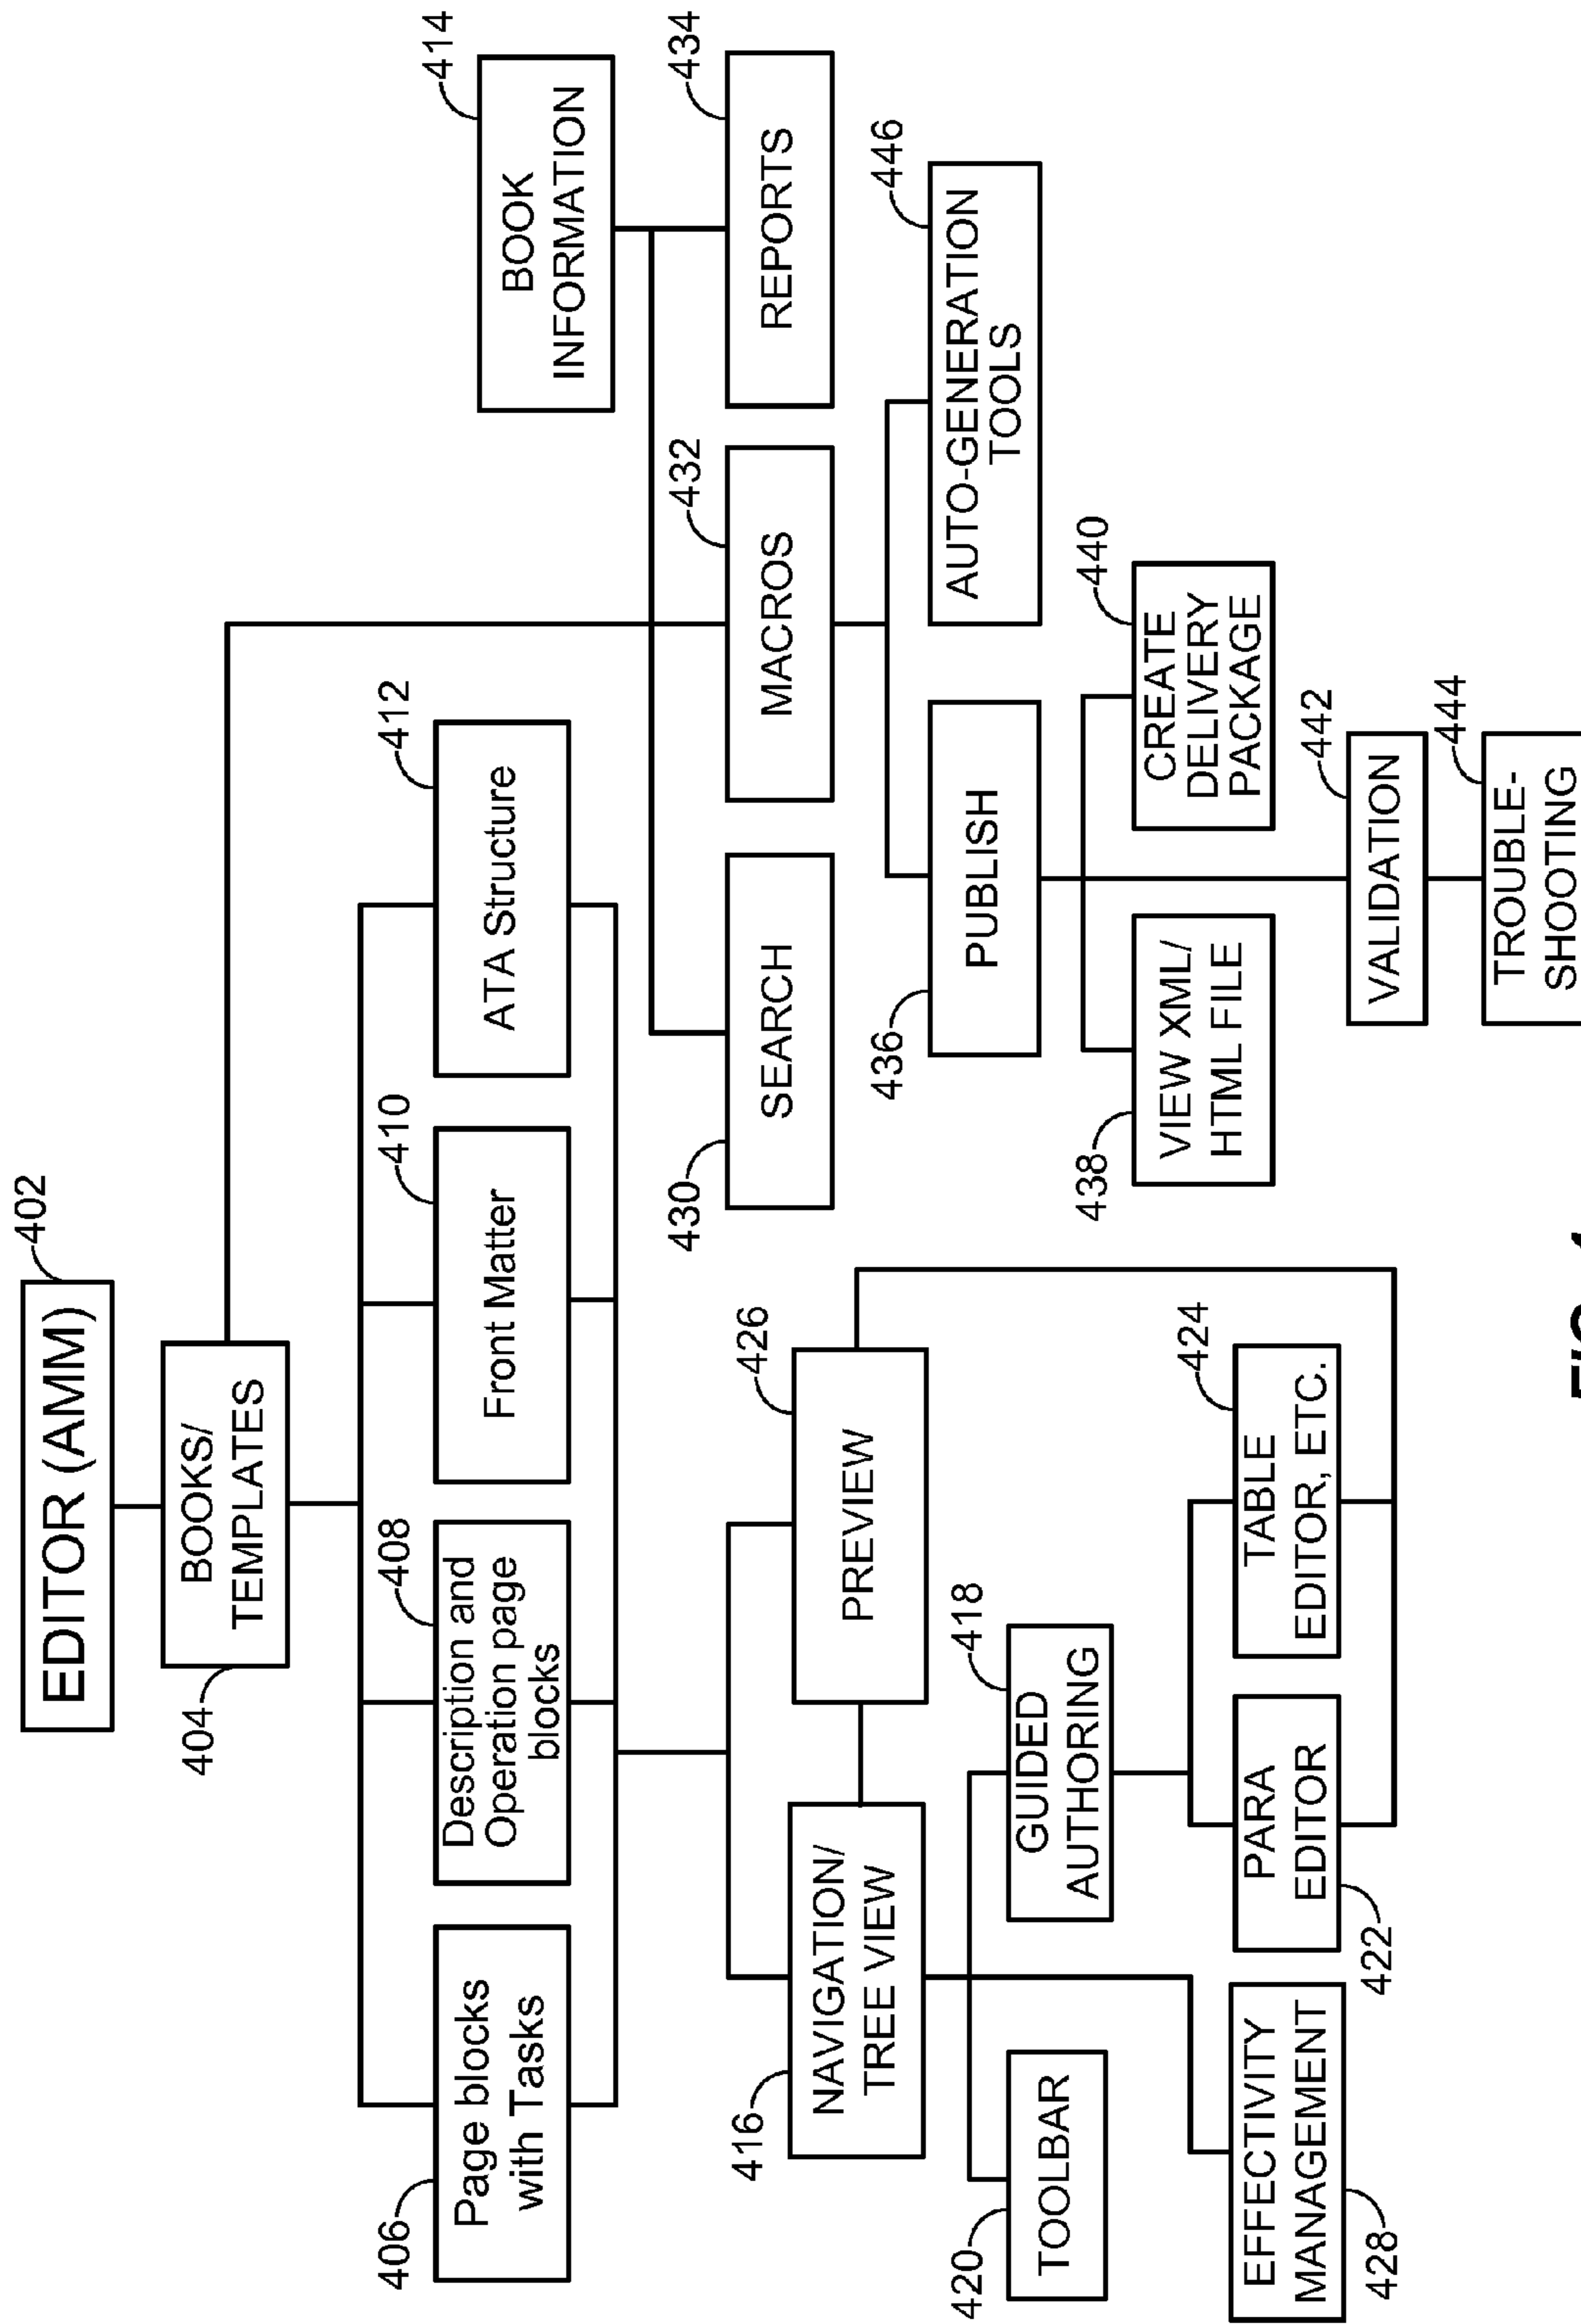 EDITOR (AMM)
402
BOOKS/
TEMPLATES
404
Page blocks
with Tasks
406
Description and
Operation page
blocks
408
Front Matter
410
ATA Structure
412
BOOK
INFORMATION
414
NAVIGATION/
TREE VIEW
416
PREVIEW
426
SEARCH
430
MACROS
432
REPORTS
434
TOOLBAR
420
GUIDED
AUTHORING
418
EFFECTIVITY
MANAGEMENT
428
PARA
EDITOR
422
TABLE
EDITOR, ETC.
424
PUBLISH
436
AUTO-GENERATION
TOOLS
446
VIEW XML/
HTML FILE
438
CREATE
DELIVERY
PACKAGE
440
VALIDATION
442
TROUBLE-
SHOOTING
444